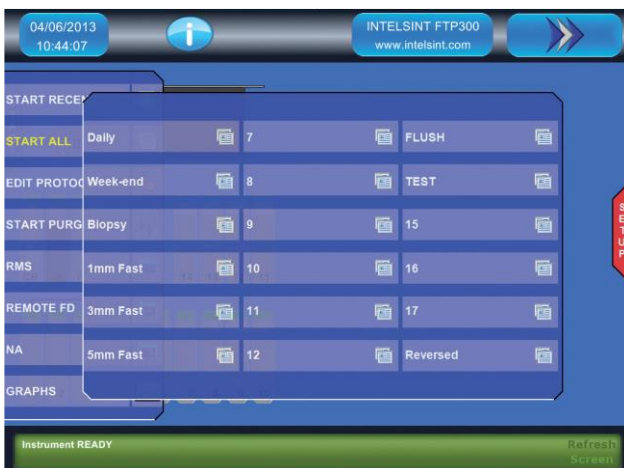 04/06/2013
10:44:07
INTELSINT FTP300
www.intelsint.com
START RECEN
START ALL
EDIT PROTOC
START PURG
RMS
REMOTE FD
NA
GRAPHS
Daily 7 FLUSH
Week-end 8 TEST
Biopsy 9 15
1mm Fast 10 16
3mm Fast 11 17
5mm Fast 12 Reversed
SETUP
Instrument READY
Refresh
Screen